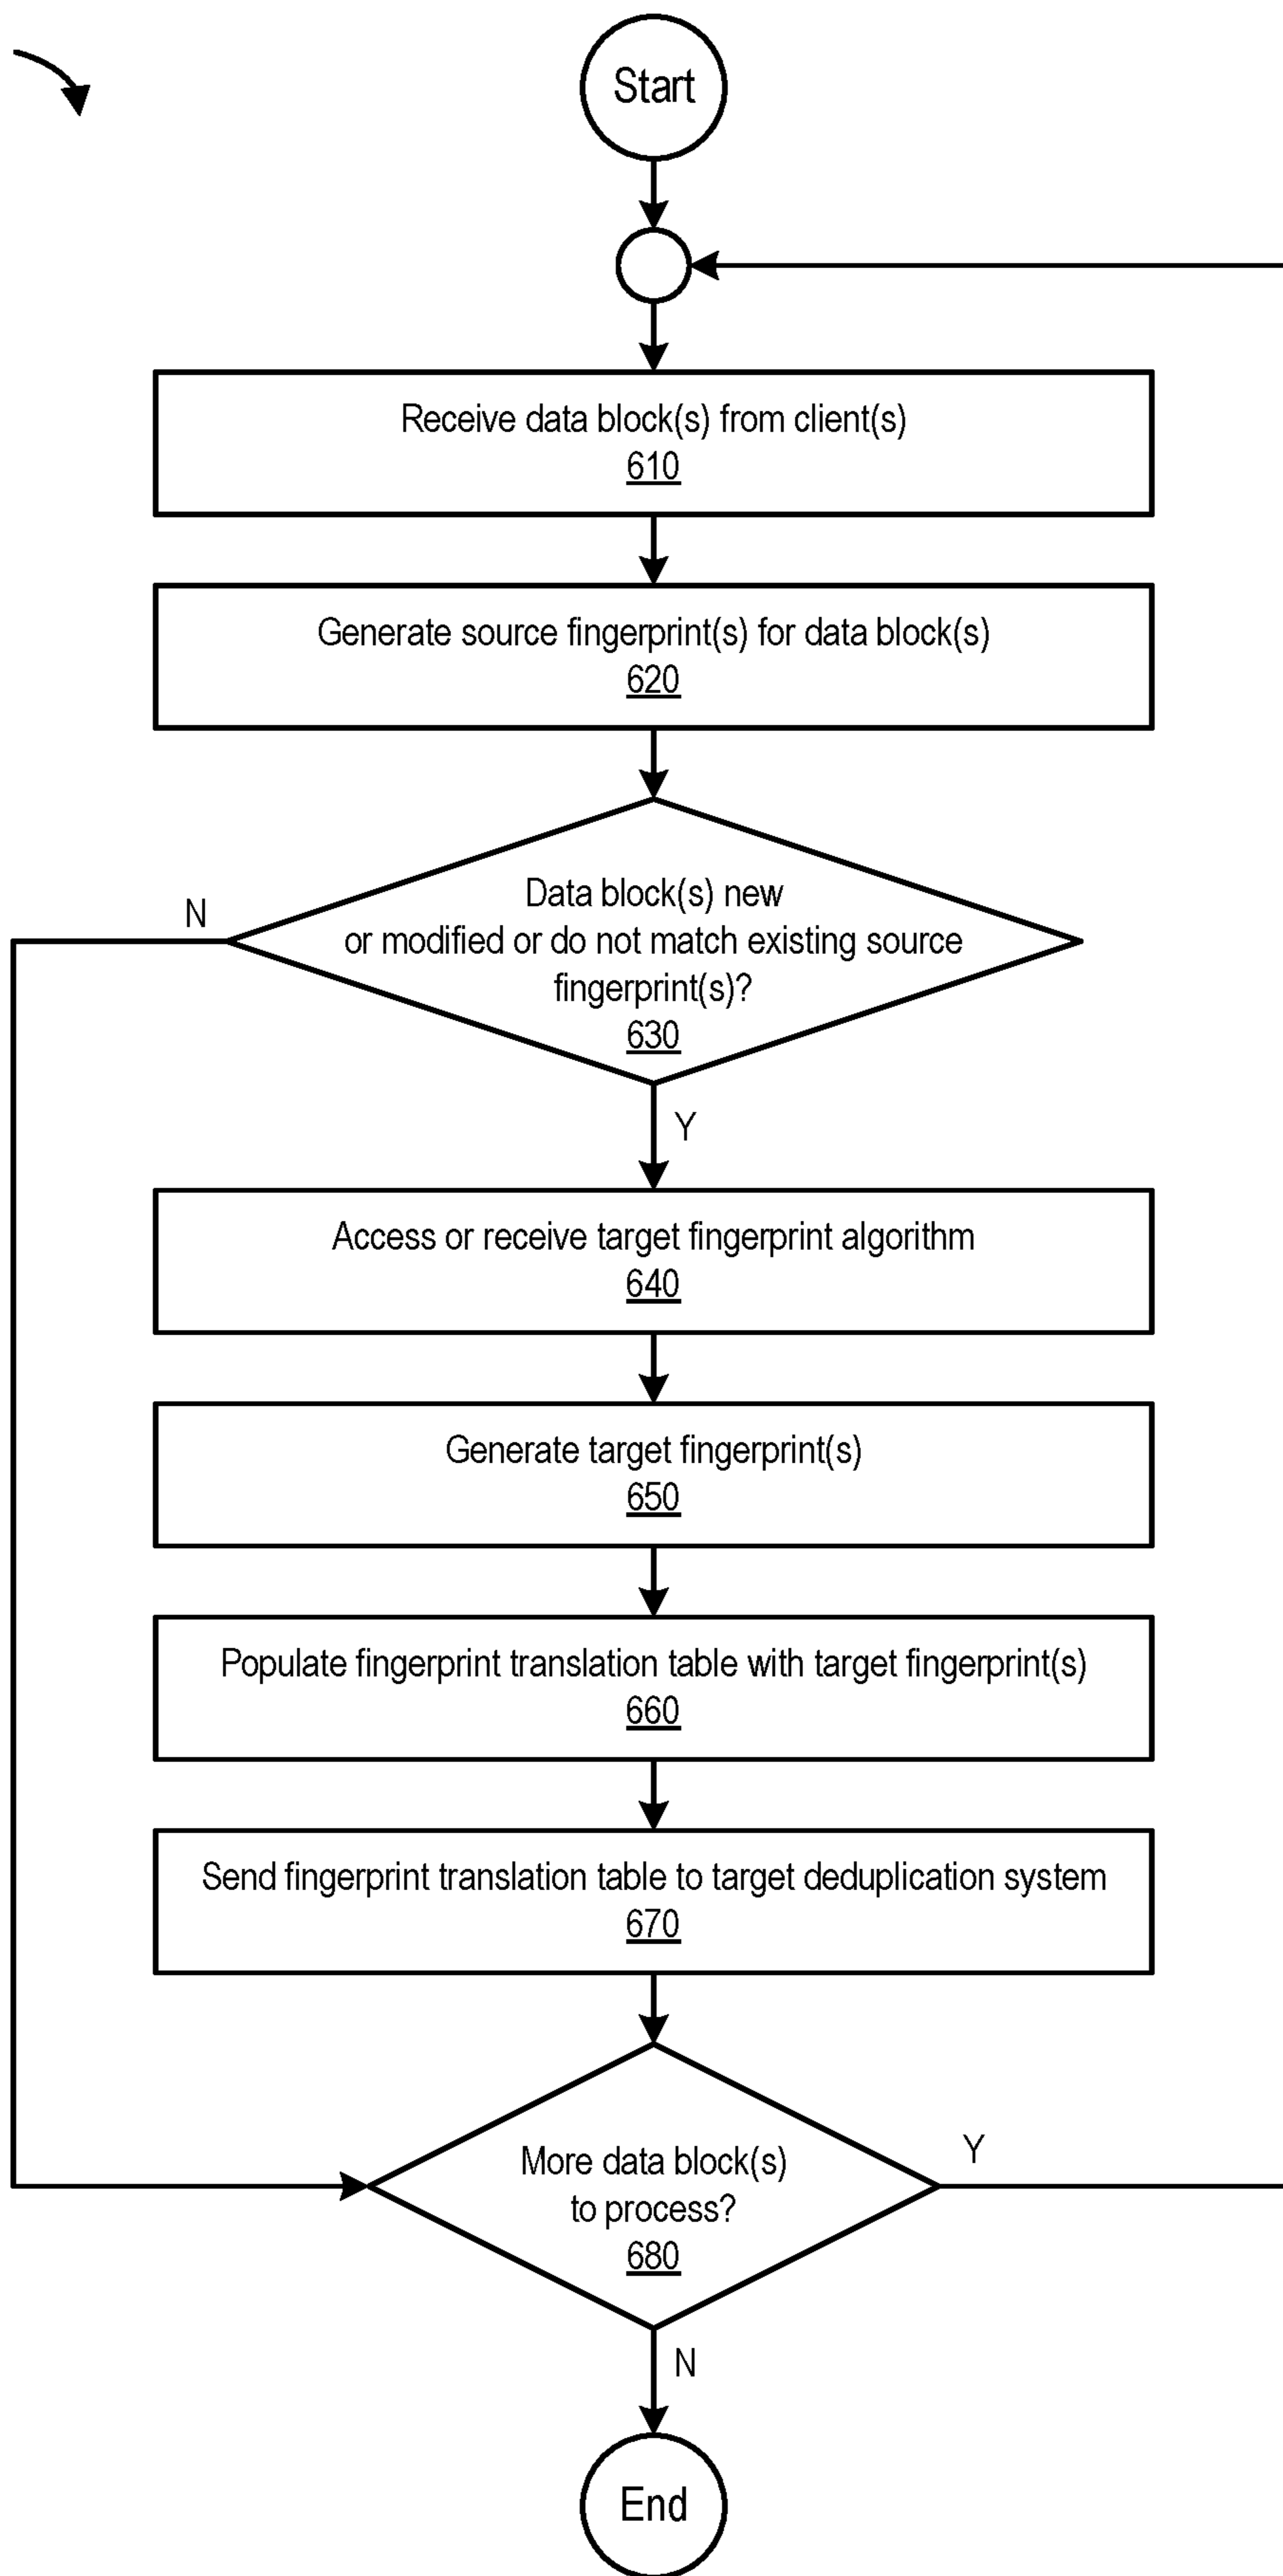 Start
Receive data block(s) from client(s)
610
Generate source fingerprint(s) for data block(s)
620
Data block(s) new
or modified or do not match existing source
fingerprint(s)?
630
N
Y
Access or receive target fingerprint algorithm
640
Generate target fingerprint(s)
650
Populate fingerprint translation table with target fingerprint(s)
660
Send fingerprint translation table to target deduplication system
670
More data block(s)
to process?
680
Y
N
End